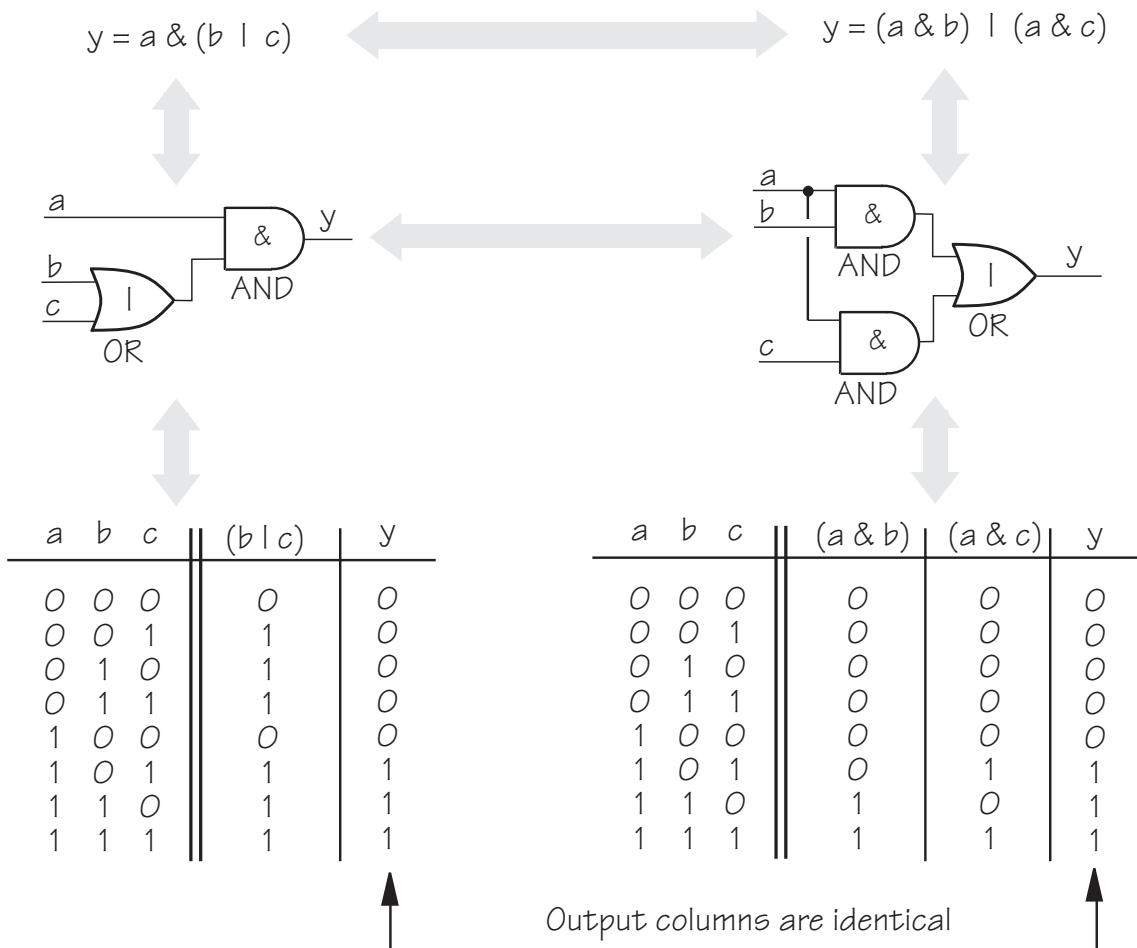 y = a & (b | c)
y = (a & b) | (a & c)
a
b
c
|
OR
&
AND
y
a
b
c
&
AND
&
AND
|
OR
y
a b c (b | c) y
0 0 0 0 0
0 0 1 1 0
0 1 0 1 0
0 1 1 1 0
1 0 0 0 0
1 0 1 1 1
1 1 0 1 1
1 1 1 1 1
a b c (a & b) (a & c) y
0 0 0 0 0 0
0 0 1 0 0 0
0 1 0 0 0 0
0 1 1 0 0 0
1 0 0 0 0 0
1 0 1 0 1 1
1 1 0 1 0 1
1 1 1 1 1 1
Output columns are identical